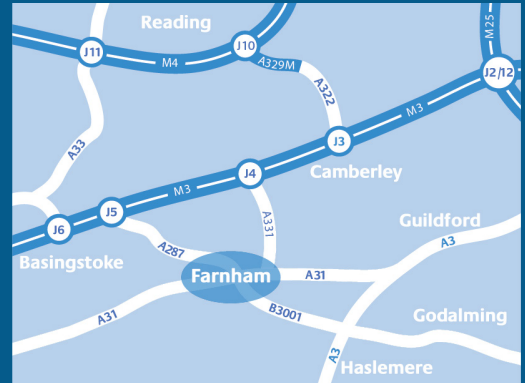 Reading
M25
J10
J11
M4
A329M
J2/12
A322
M3
J3
A33
J4
Camberley
M3
J5
A331
Guildford
J6
A287
A3
Basingstoke
Farnham
A31
A31
B3001
Godalming
A3
Haslemere